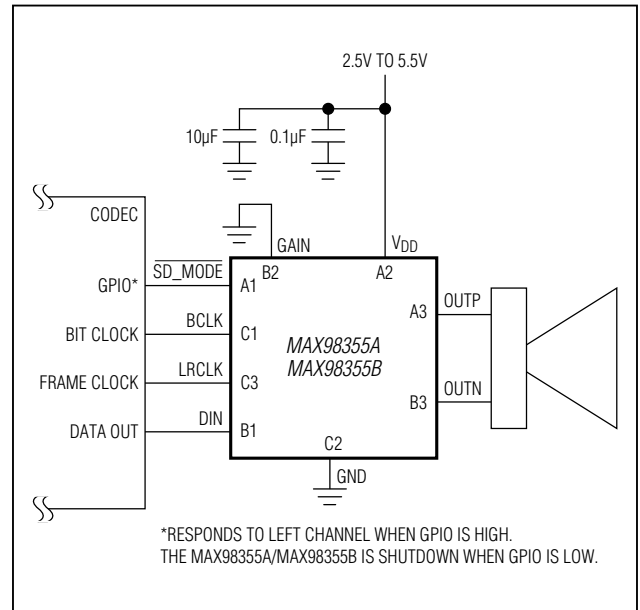 2.5V TO 5.5V
10µF
0.1µF
CODEC
GAIN
VDD
B2
A2
GPIO*
SD_MODE
A1
A3
OUTP
BIT CLOCK
BCLK
C1
MAX98355A
MAX98355B
FRAME CLOCK
LRCLK
C3
B3
OUTN
DATA OUT
DIN
B1
C2
GND
*RESPONDS TO LEFT CHANNEL WHEN GPIO IS HIGH.
THE MAX98355A/MAX98355B IS SHUTDOWN WHEN GPIO IS LOW.